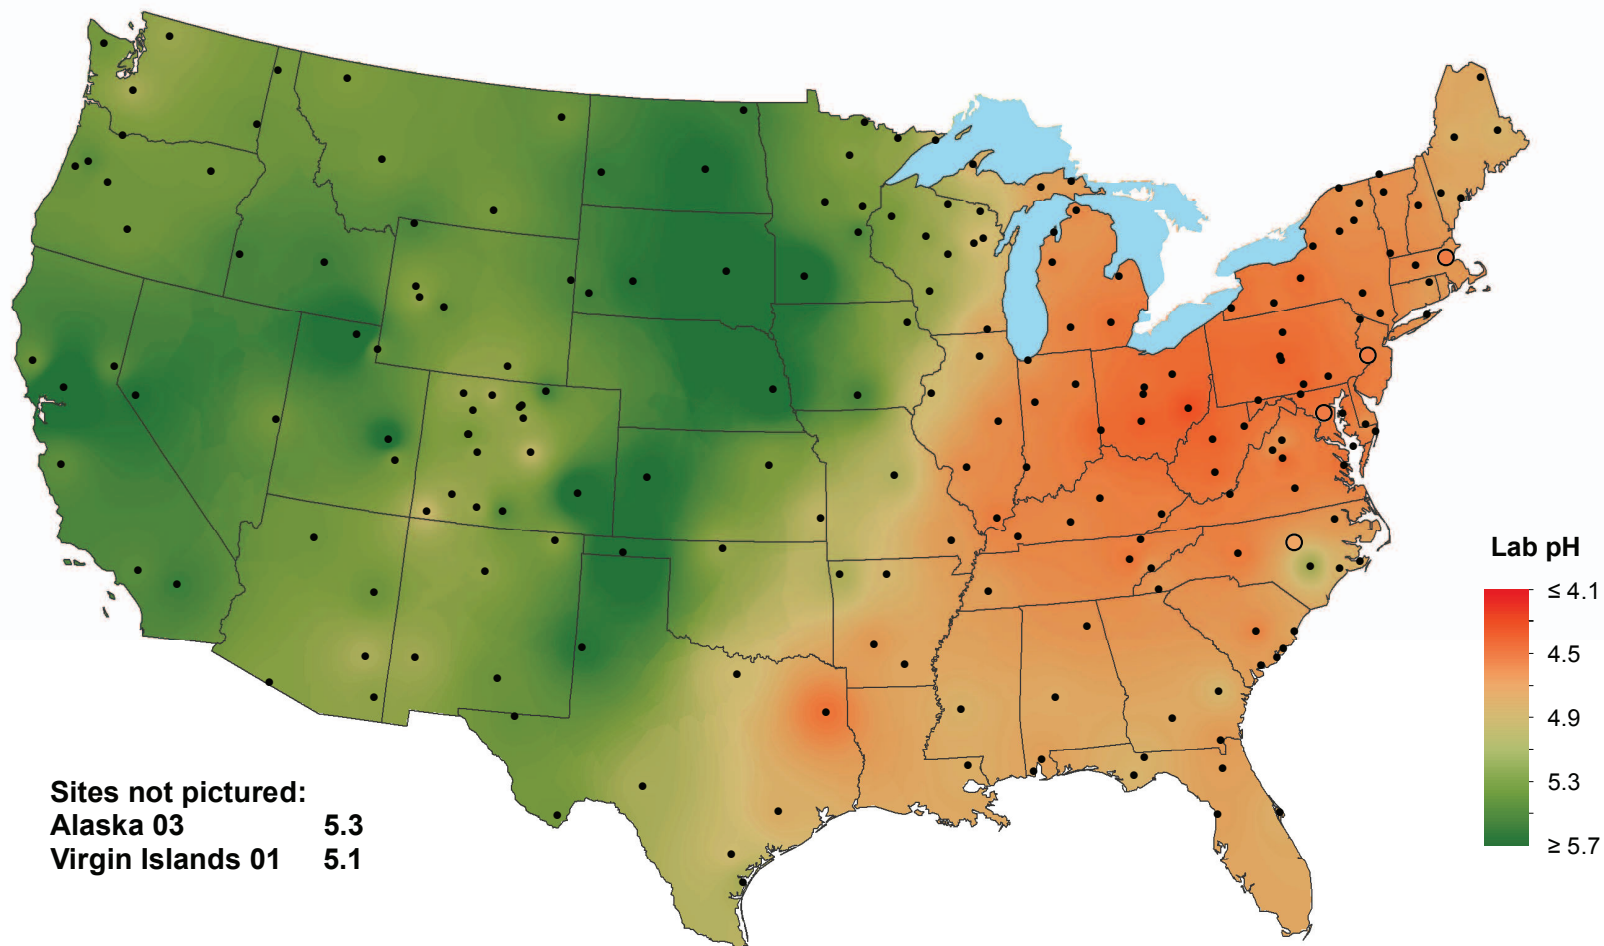 Lab pH
≤ 4.1
4.5
4.9
5.3
≥ 5.7
Sites not pictured:
Alaska 03 5.3
Virgin Islands 01 5.1